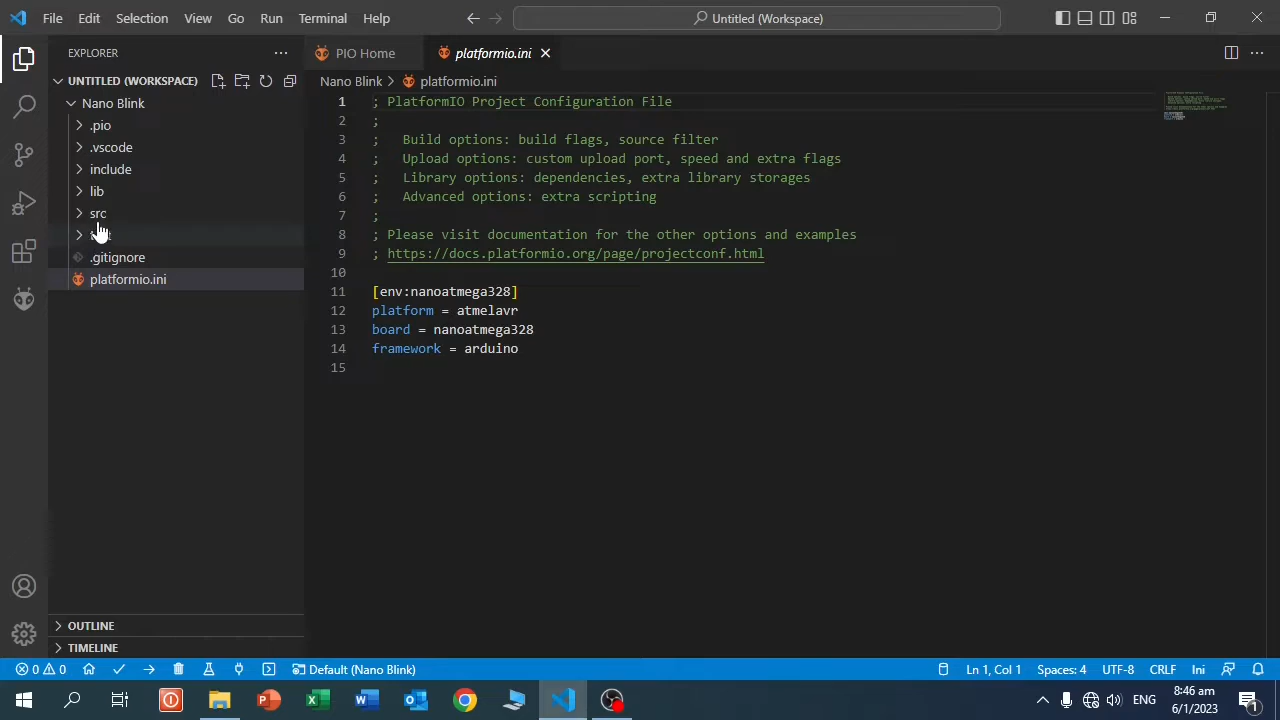 File Edit Selection View Go Run Terminal Help
Untitled (Workspace)
EXPLORER
UNTITLED (WORKSPACE)
Nano Blink
.pio
.vscode
include
lib
src
.gitignore
platformio.ini
OUTLINE
TIMELINE
PIO Home
platformio.ini
Nano Blink > platformio.ini
1 ; PlatformIO Project Configuration File
2 ;
3 ;   Build options: build flags, source filter
4 ;   Upload options: custom upload port, speed and extra flags
5 ;   Library options: dependencies, extra library storages
6 ;   Advanced options: extra scripting
7 ;
8 ; Please visit documentation for the other options and examples
9 ; https://docs.platformio.org/page/projectconf.html
10
11 [env:nanoatmega328]
12 platform = atmelavr
13 board = nanoatmega328
14 framework = arduino
15
0 0 Default (Nano Blink) Ln 1, Col 1 Spaces: 4 UTF-8 CRLF Ini
ENG 8:46 am
6/1/2023
1